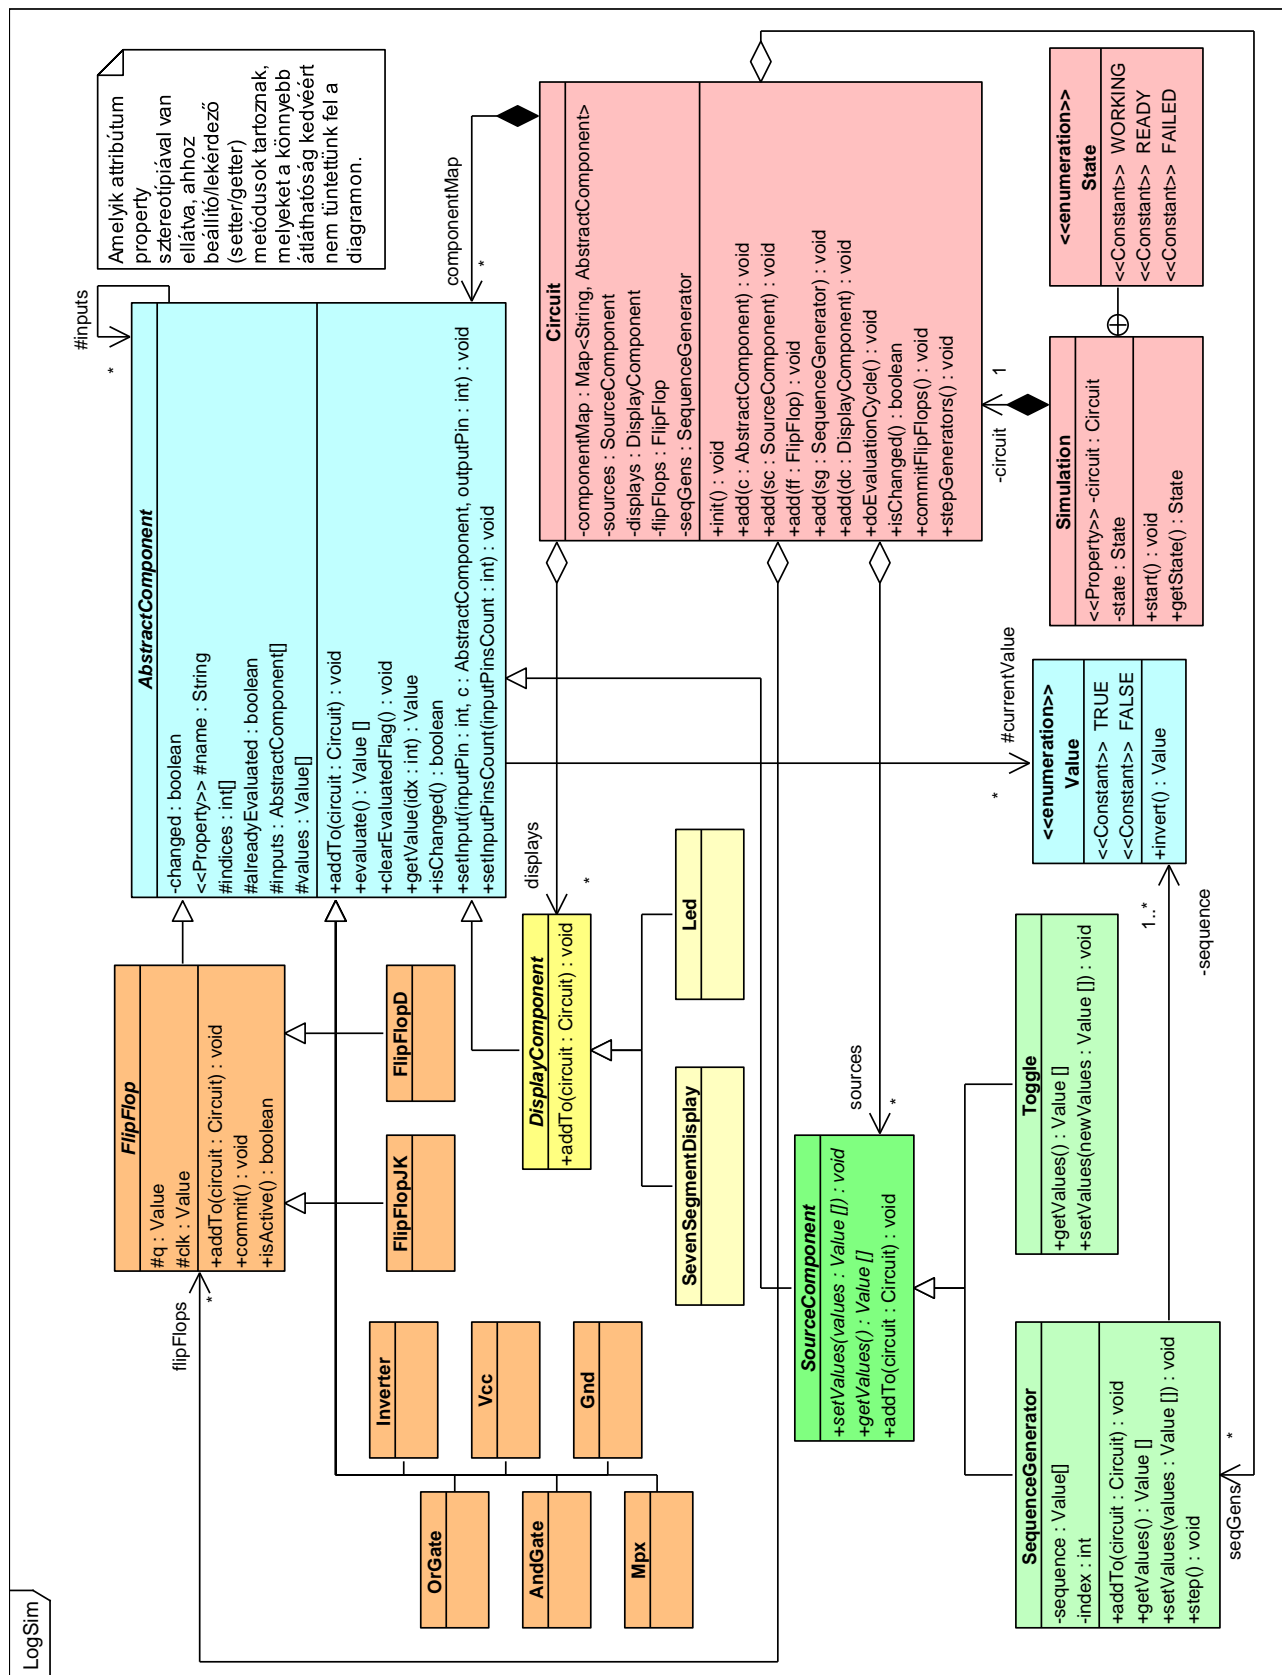 LogSim
FlipFlop
#q : Value
#clk : Value
+addTo(circuit : Circuit) : void
+commit() : void
+isActive() : boolean
AbstractComponent
-changed : boolean
<<Property>> #name : String
#indices : int[]
#alreadyEvaluated : boolean
#inputs : AbstractComponent[]
#values : Value[]
+addTo(circuit : Circuit) : void
+evaluate() : Value []
+clearEvaluatedFlag() : void
+getValue(idx : int) : Value
+isChanged() : boolean
+setInput(inputPin : int, c : AbstractComponent, outputPin : int) : void
+setInputPinsCount(inputPinsCount : int) : void
#inputs
*
Amelyik attribútum
property
sztereotípiával van
ellátva, ahhoz
beállító/lekérdező
(setter/getter)
metódusok tartoznak,
melyeket a könnyebb
átláthatóság kedvéért
nem tüntettünk fel a
diagramon.
flipFlops
*
Inverter
Vcc
Gnd
OrGate
AndGate
Mpx
FlipFlopJK
FlipFlopD
DisplayComponent
+addTo(circuit : Circuit) : void
SevenSegmentDisplay
Led
displays
*
componentMap
*
Circuit
-componentMap : Map<String, AbstractComponent>
-sources : SourceComponent
-displays : DisplayComponent
-flipFlops : FlipFlop
-seqGens : SequenceGenerator
+init() : void
+add(c : AbstractComponent) : void
+add(sc : SourceComponent) : void
+add(ff : FlipFlop) : void
+add(sg : SequenceGenerator) : void
+add(dc : DisplayComponent) : void
+doEvaluationCycle() : void
+isChanged() : boolean
+commitFlipFlops() : void
+stepGenerators() : void
SourceComponent
+setValues(values : Value []) : void
+getValues() : Value []
+addTo(circuit : Circuit) : void
sources
*
#currentValue
*
-circuit
1
SequenceGenerator
-sequence : Value[]
-index : int
+addTo(circuit : Circuit) : void
+getValues() : Value []
+setValues(values : Value []) : void
+step() : void
Toggle
+getValues() : Value []
+setValues(newValues : Value []) : void
<<enumeration>>
Value
<<Constant>> TRUE
<<Constant>> FALSE
+invert() : Value
Simulation
<<Property>> -circuit : Circuit
-state : State
+start() : void
+getState() : State
<<enumeration>>
State
<<Constant>> WORKING
<<Constant>> READY
<<Constant>> FAILED
1..*
-sequence
seqGens
*